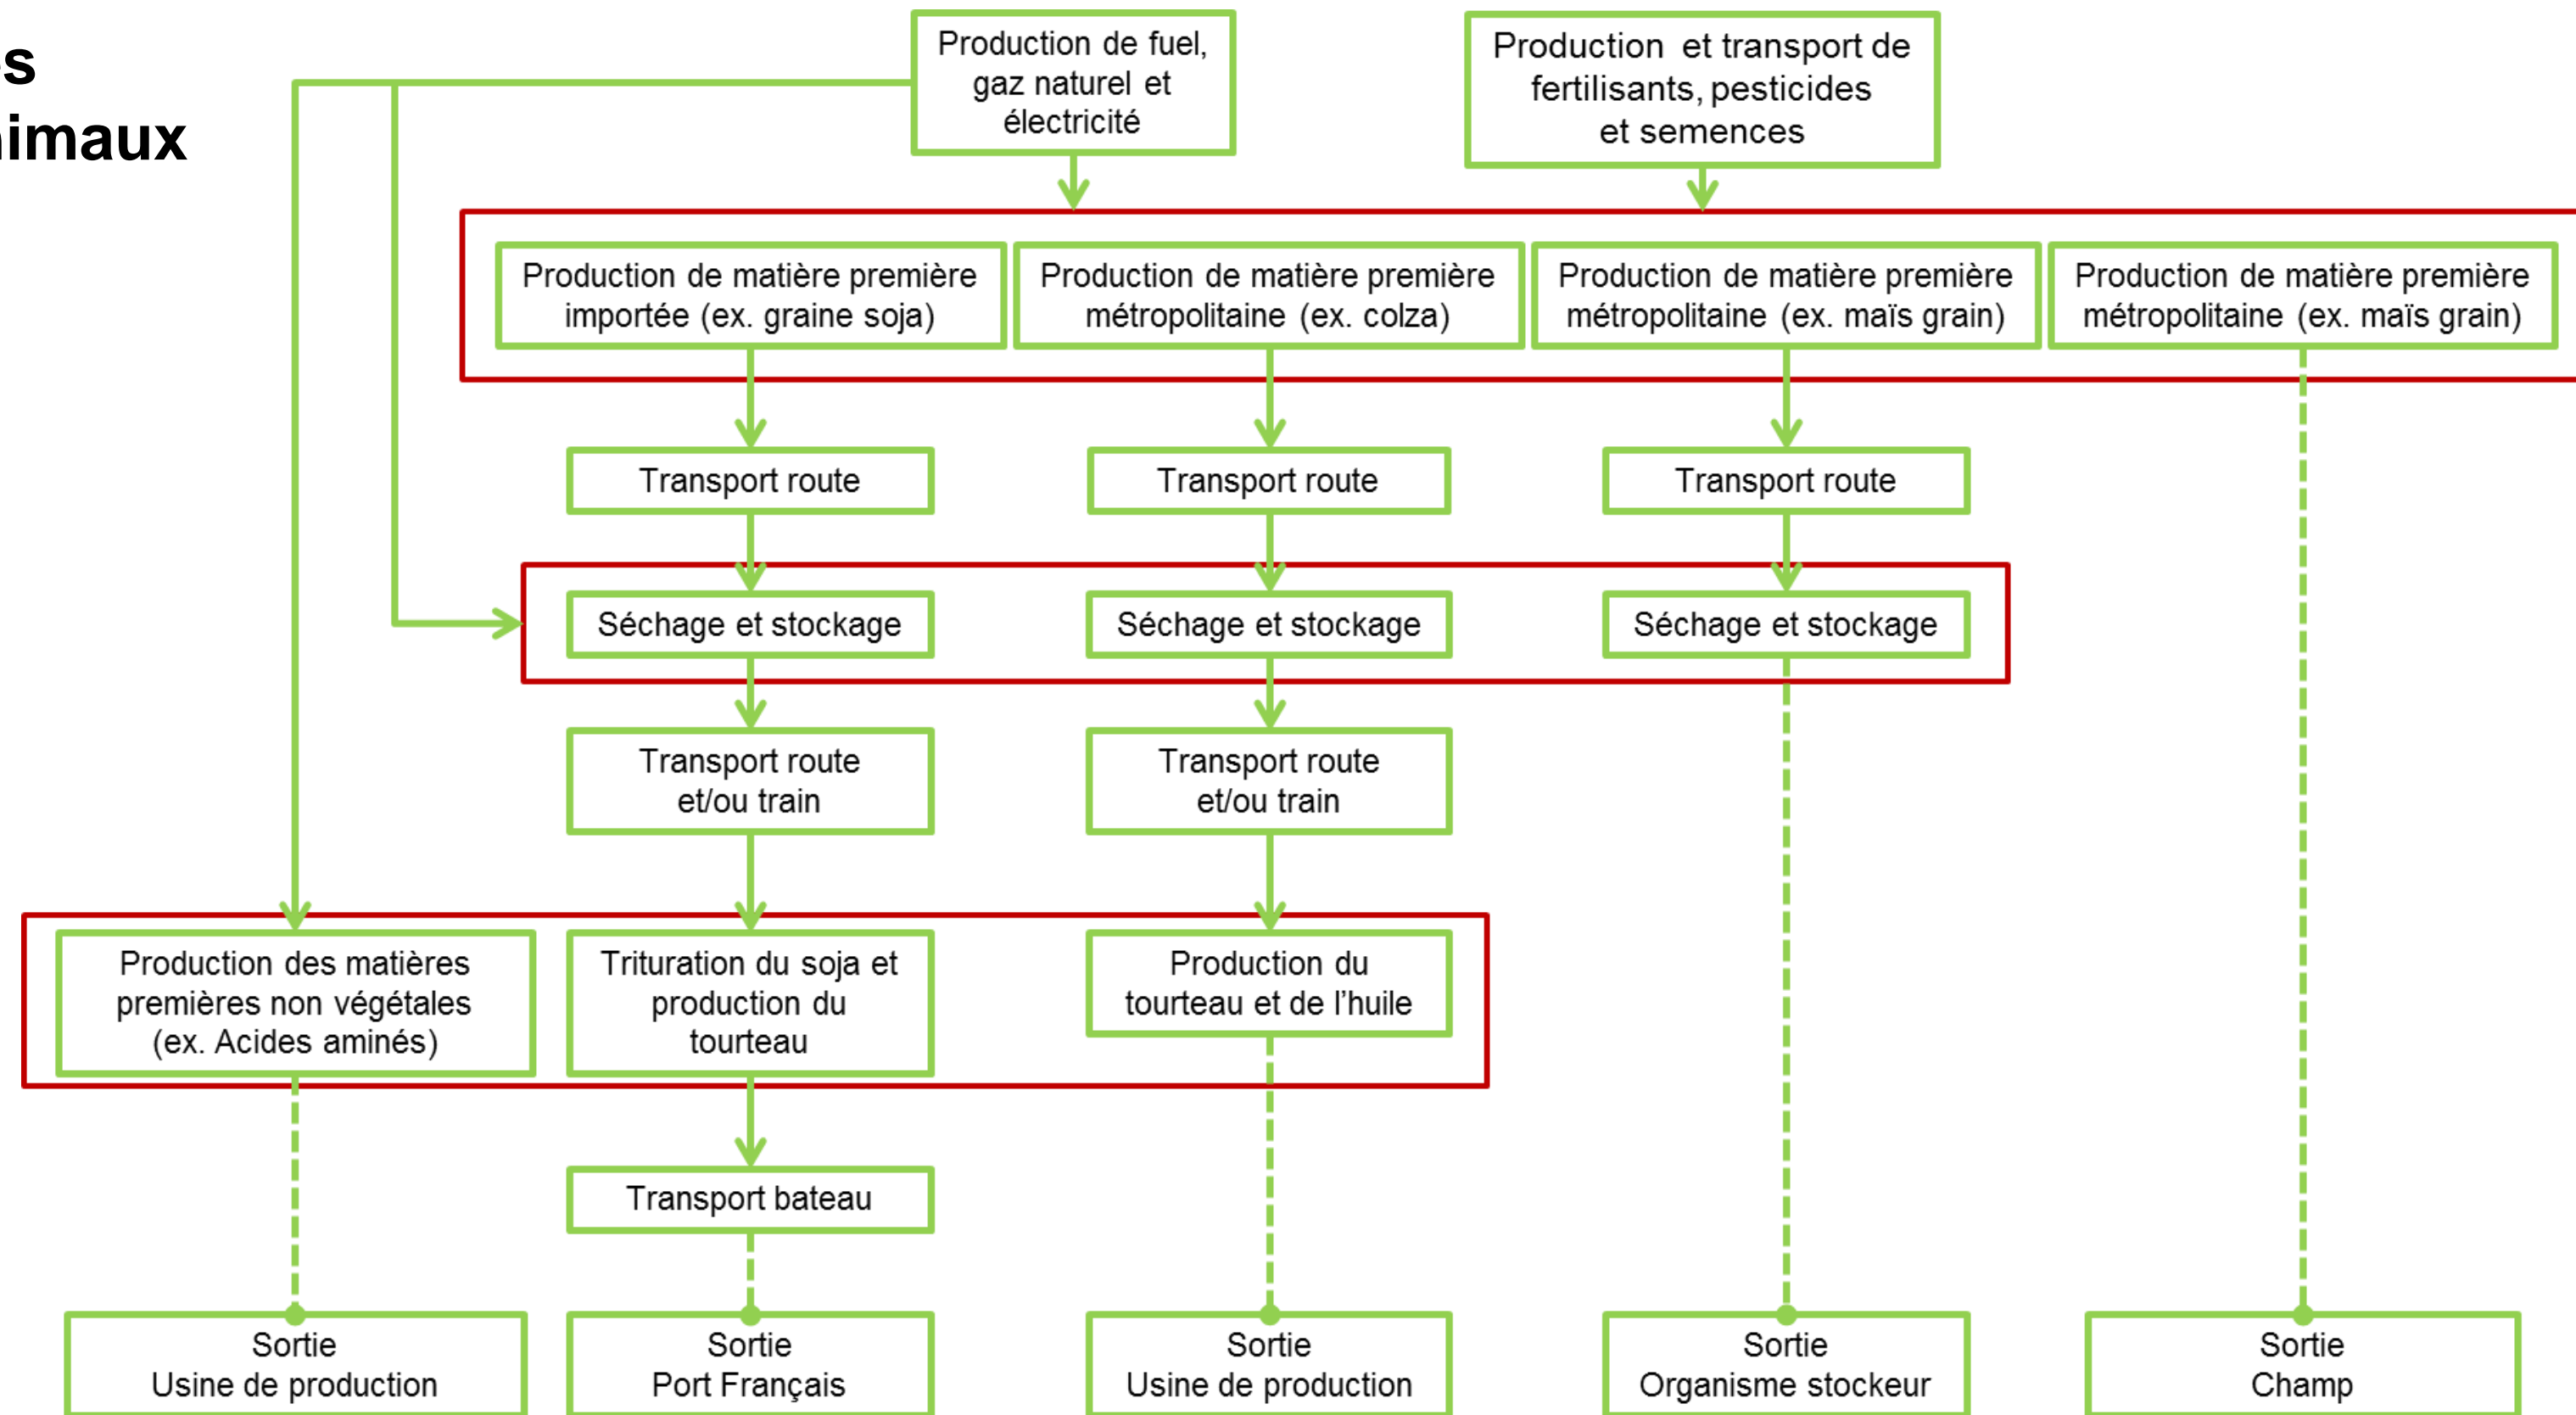 es
nimaux
Production de fuel,
gaz naturel et
électricité
Production et transport de
fertilisants, pesticides
et semences
Production de matière première
importée (ex. graine soja)
Production de matière première
métropolitaine (ex. colza)
Production de matière première
métropolitaine (ex. maïs grain)
Production de matière première
métropolitaine (ex. maïs grain)
Transport route
Transport route
Transport route
Séchage et stockage
Séchage et stockage
Séchage et stockage
Transport route
et/ou train
Transport route
et/ou train
Production des matières
premières non végétales
(ex. Acides aminés)
Trituration du soja et
production du
tourteau
Production du
tourteau et de l’huile
Transport bateau
Sortie
Usine de production
Sortie
Port Français
Sortie
Usine de production
Sortie
Organisme stockeur
Sortie
Champ